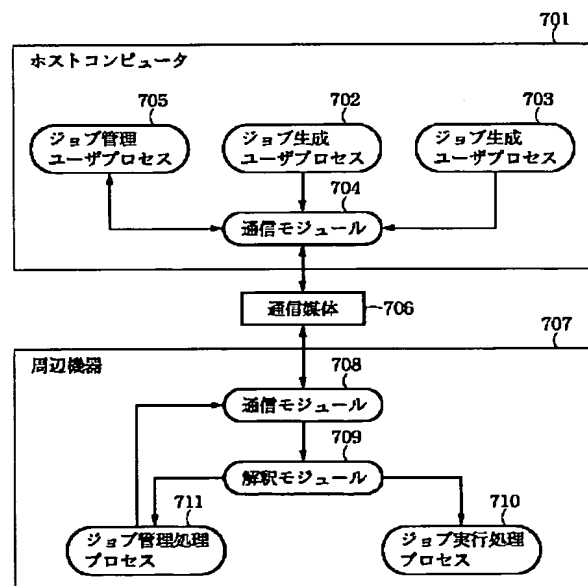 701
ホストコンピュータ
705
702
703
ジョブ管理
ユーザプロセス
ジョブ生成
ユーザプロセス
ジョブ生成
ユーザプロセス
704
通信モジュール
通信媒体
706
707
周辺機器
708
通信モジュール
709
解釈モジュール
711
710
ジョブ管理処理
プロセス
ジョブ実行処理
プロセス